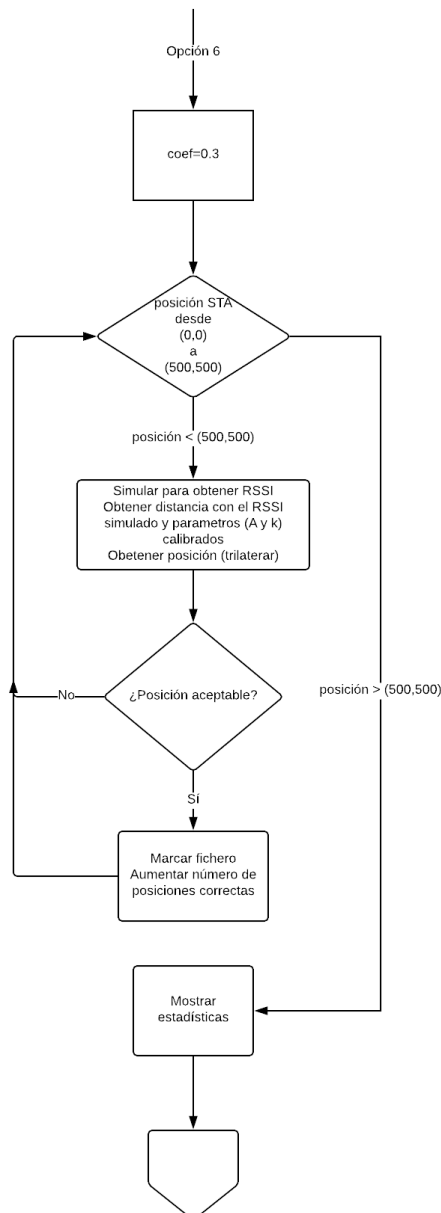 Opción 6
coef=0.3
posición STA
desde
(0,0)
a
(500,500)
posición < (500,500)
Simular para obtener RSSI
Obtener distancia con el RSSI
simulado y parametros (A y k)
calibrados
Obetener posición (trilaterar)
¿Posición aceptable?
No
posición > (500,500)
Sí
Marcar fichero
Aumentar número de
posiciones correctas
Mostrar
estadísticas